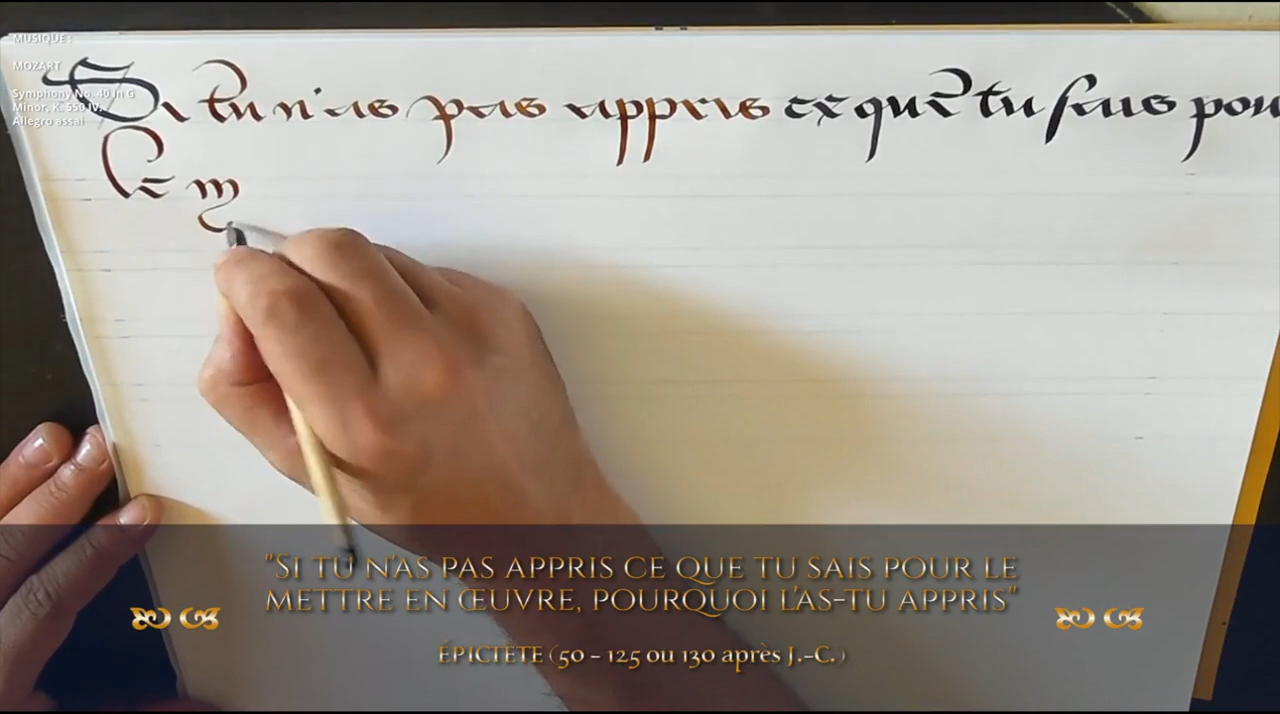 MUSIQUE :
MOZART
Symphony No. 40 in G
Minor, K. 550 IV.
Allegro assai
Si tu n'as pas appris ce que tu sais pour
le m
"SI TU N'AS PAS APPRIS CE QUE TU SAIS POUR LE
METTRE EN ŒUVRE, POURQUOI L'AS-TU APPRIS"
ÉPICTÈTE (50 – 125 ou 130 après J.-C.)